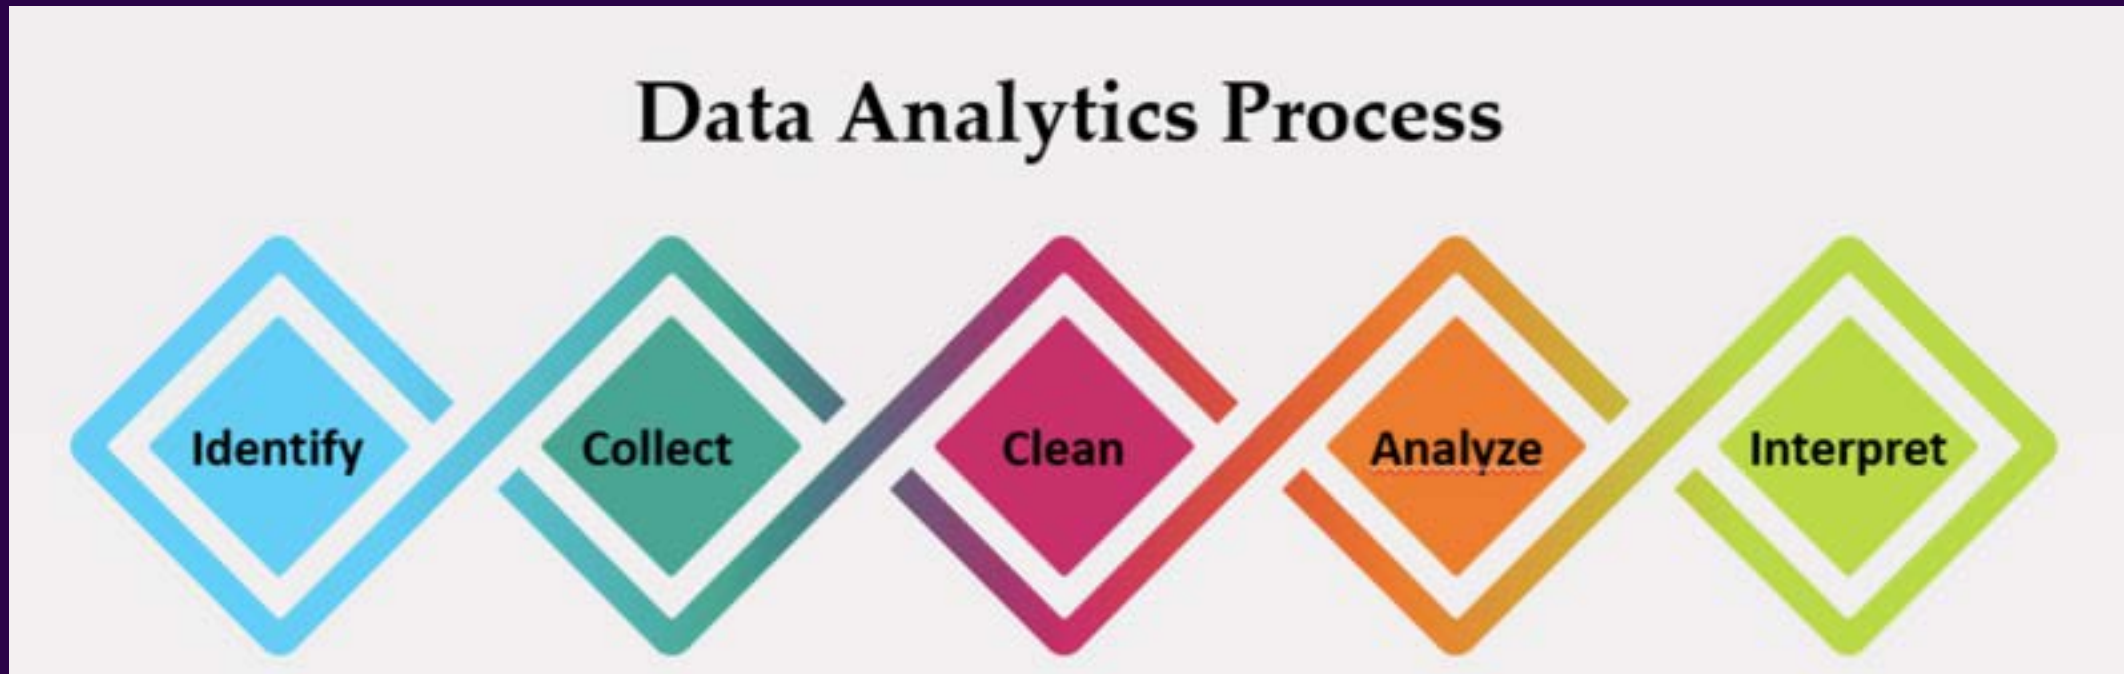 Data Analytics Process
Identify
Collect
Clean
Analyze
Interpret